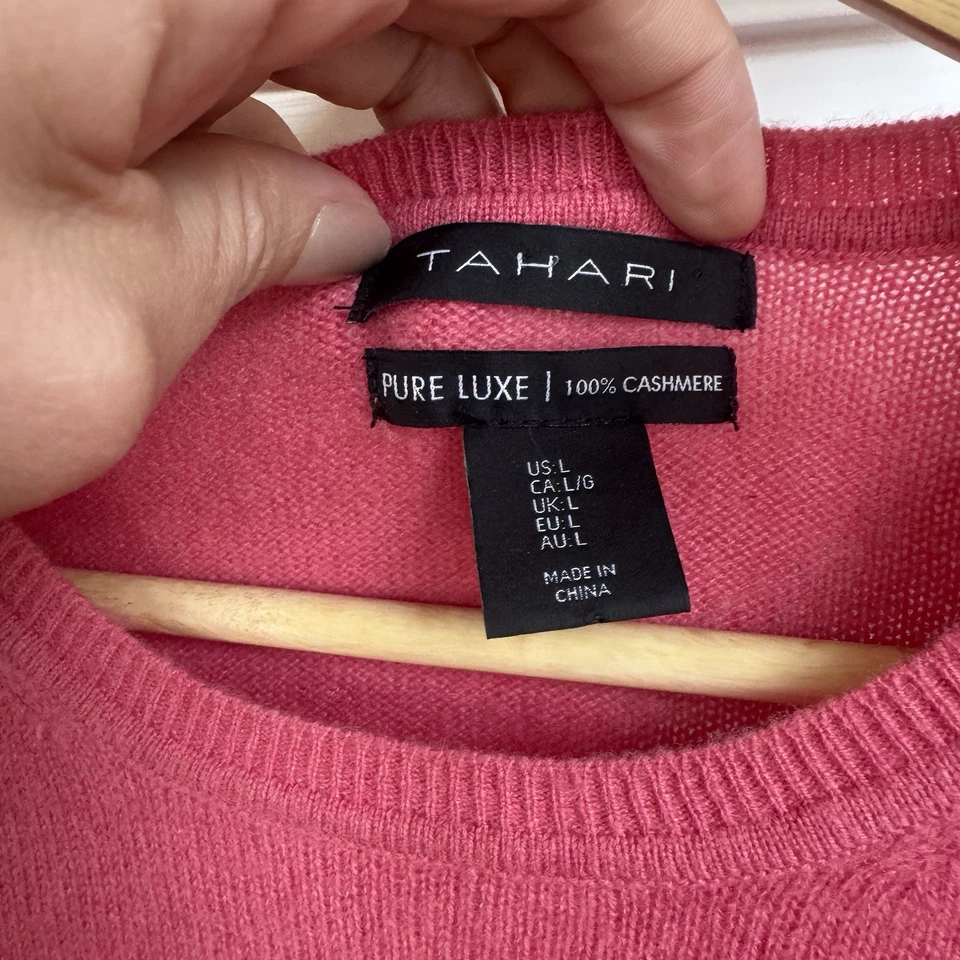 TAHARI
PURE LUXE | 100% CASHMERE
US: L
CA: L/G
UK: L
EU: L
AU: L
MADE IN
CHINA